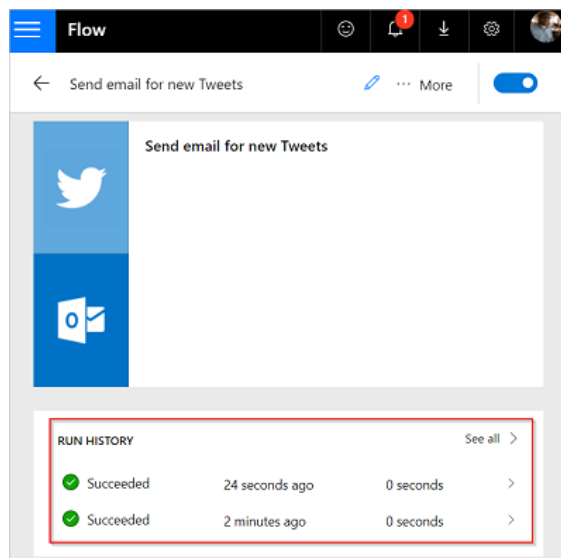 Flow
1
Send email for new Tweets
... More
Send email for new Tweets
o
RUN HISTORY
See all
Succeeded 24 seconds ago 0 seconds
Succeeded 2 minutes ago 0 seconds